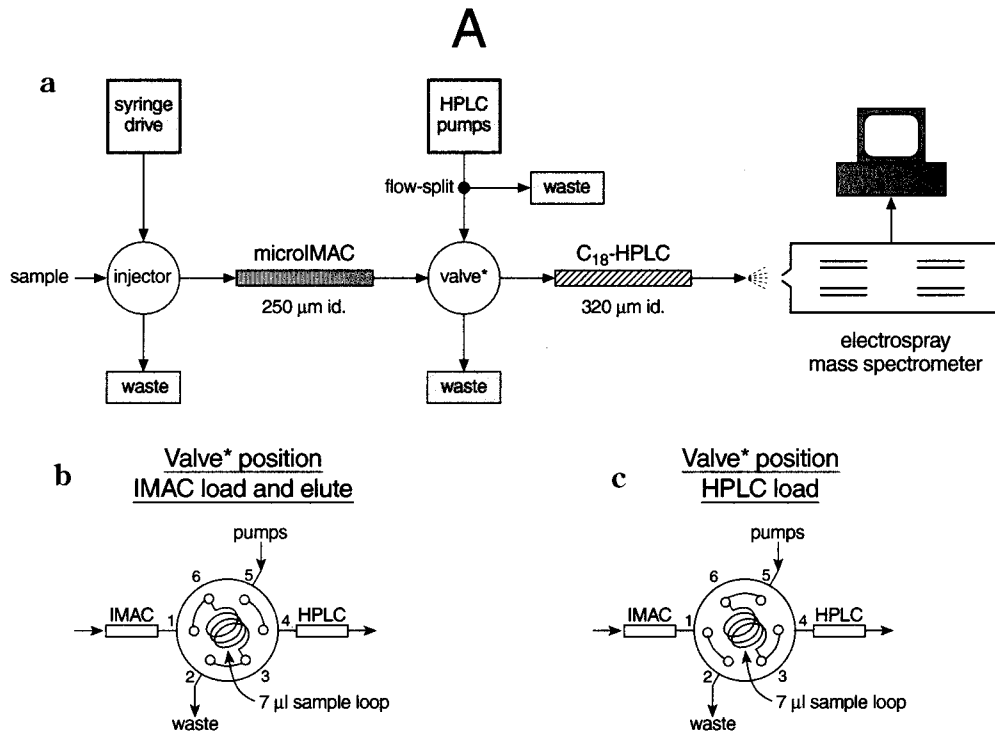 A
a
syringe
drive
HPLC
pumps
flow-split
waste
sample
injector
microIMAC
250 µm id.
valve*
C₁₈-HPLC
320 µm id.
waste
waste
electrospray
mass spectrometer
b
Valve* position
IMAC load and elute
pumps
6
5
IMAC
1
4
HPLC
2
3
waste
7 µl sample loop
c
Valve* position
HPLC load
pumps
6
5
IMAC
1
4
HPLC
2
3
waste
7 µl sample loop